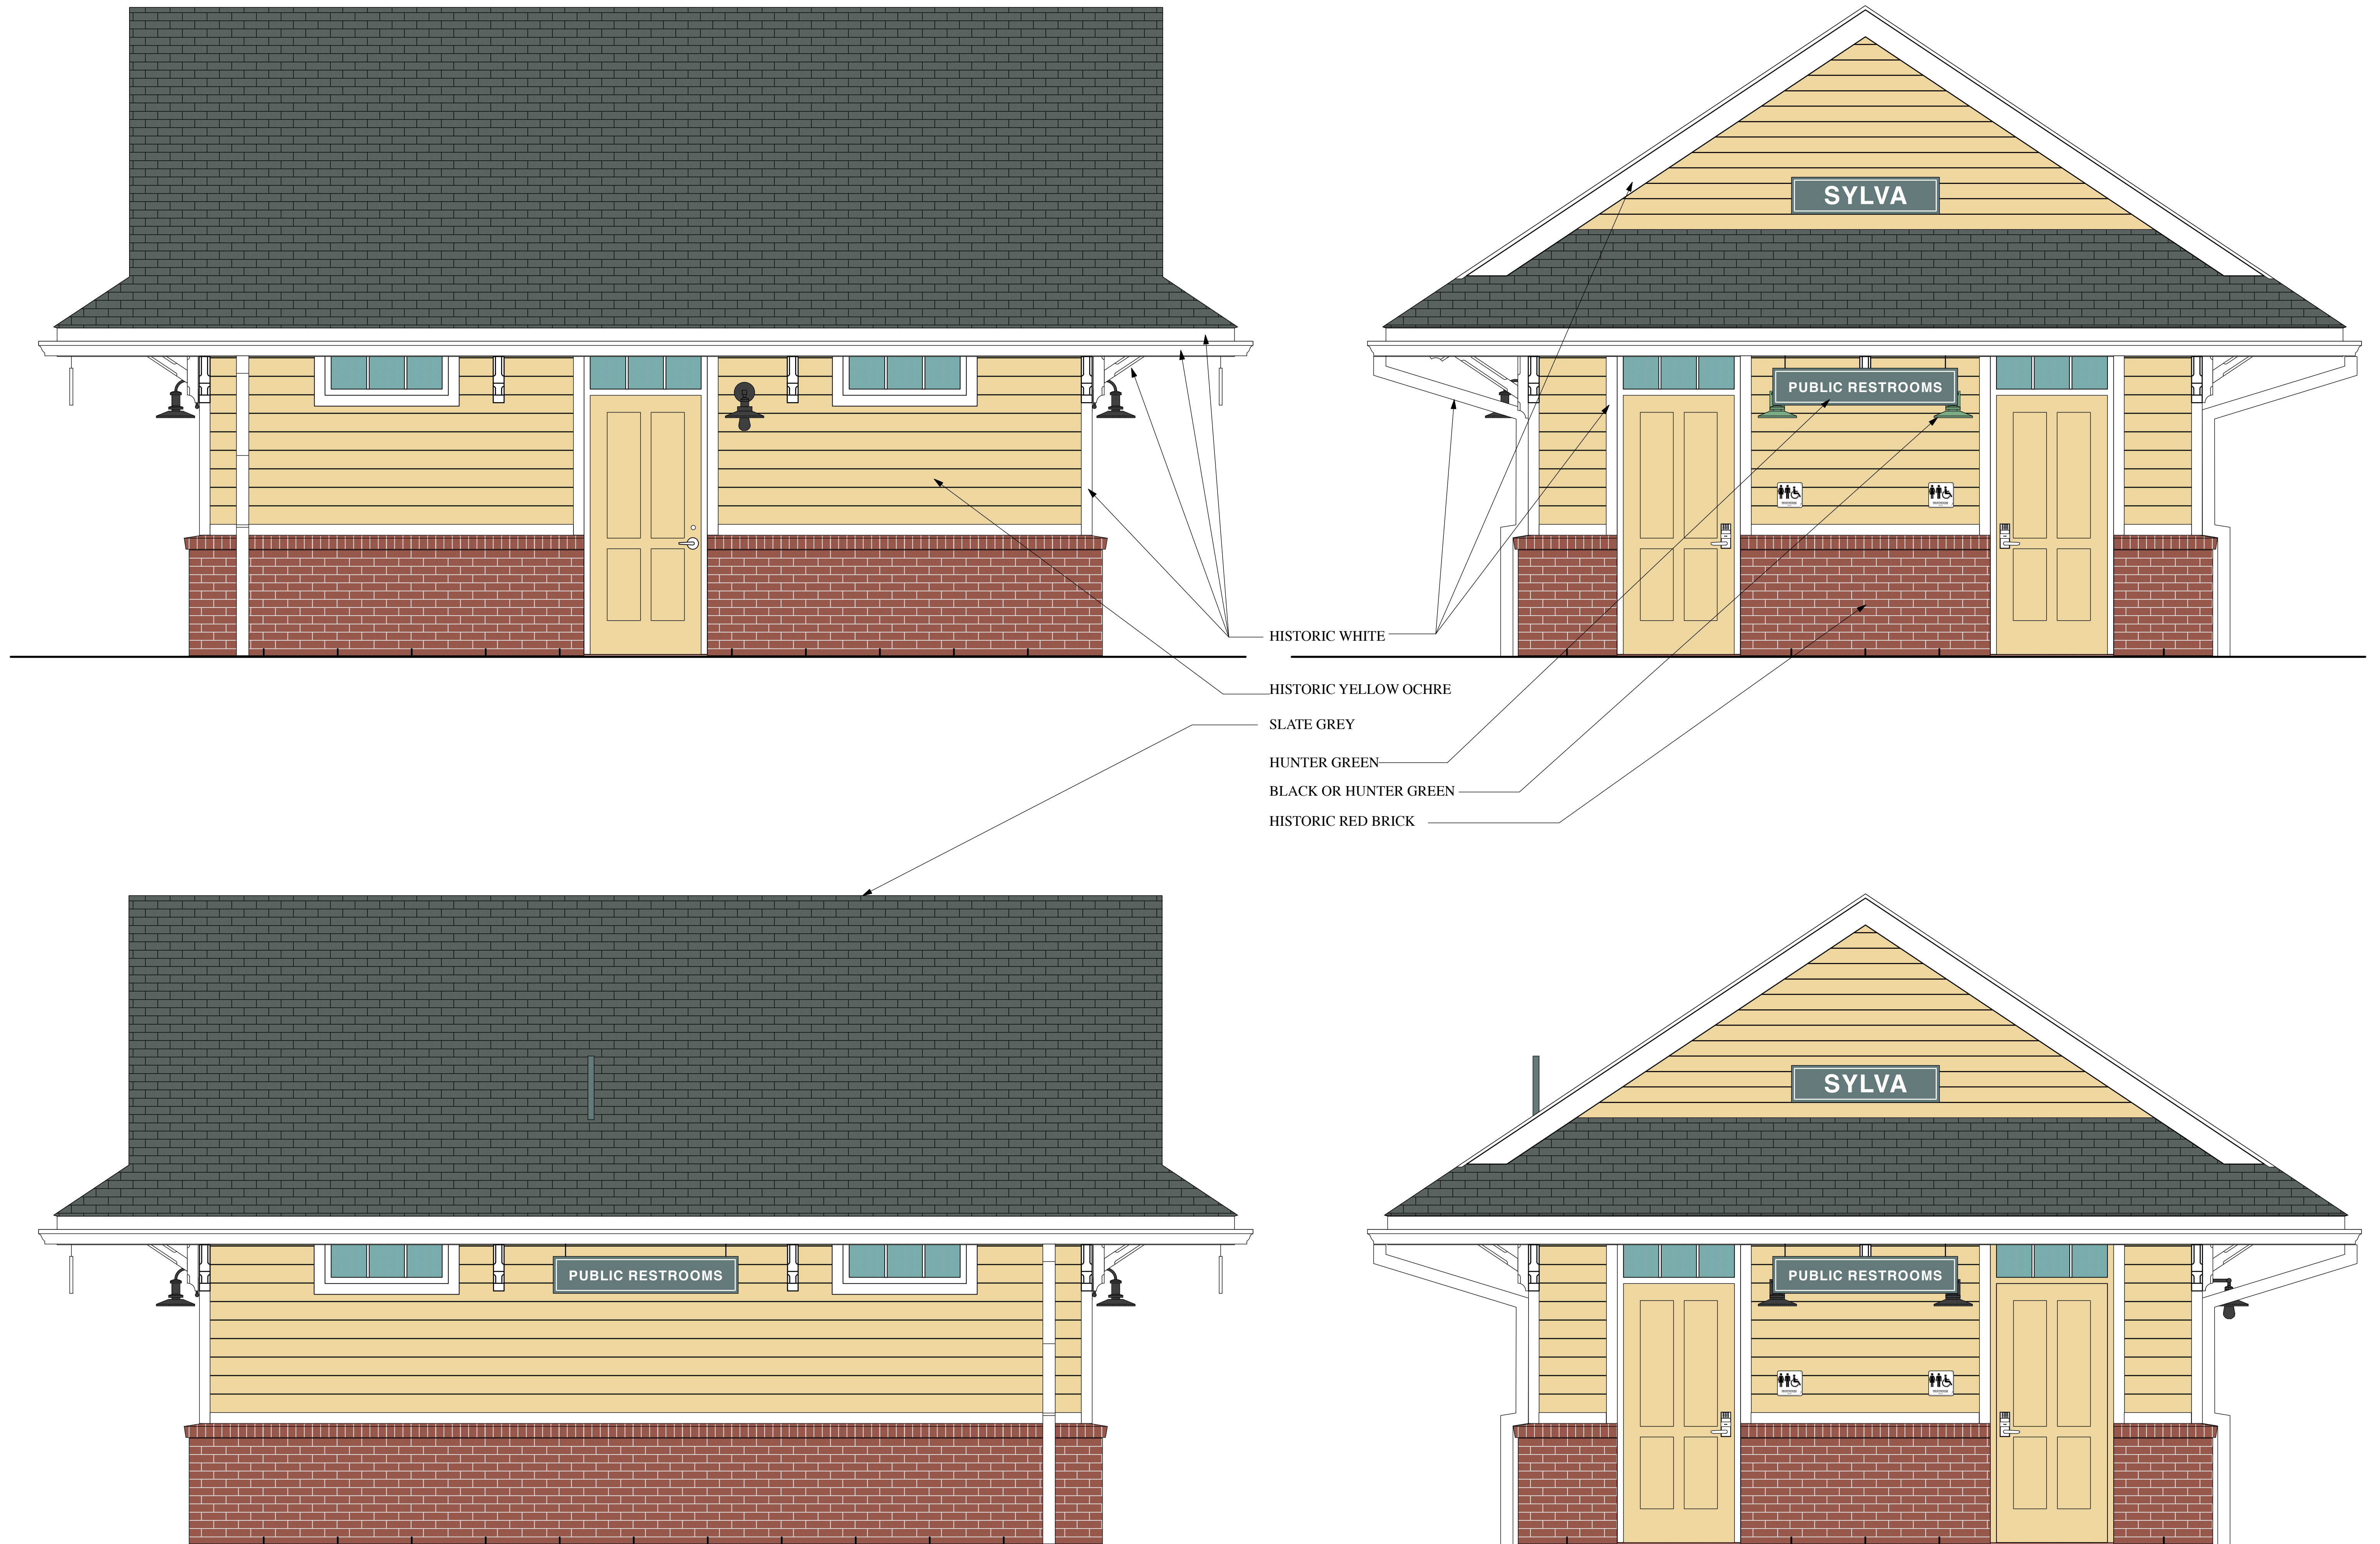 SYLVA
PUBLIC RESTROOMS
HISTORIC WHITE
HISTORIC YELLOW OCHRE
SLATE GREY
HUNTER GREEN
BLACK OR HUNTER GREEN
HISTORIC RED BRICK
SYLVA
PUBLIC RESTROOMS
PUBLIC RESTROOMS